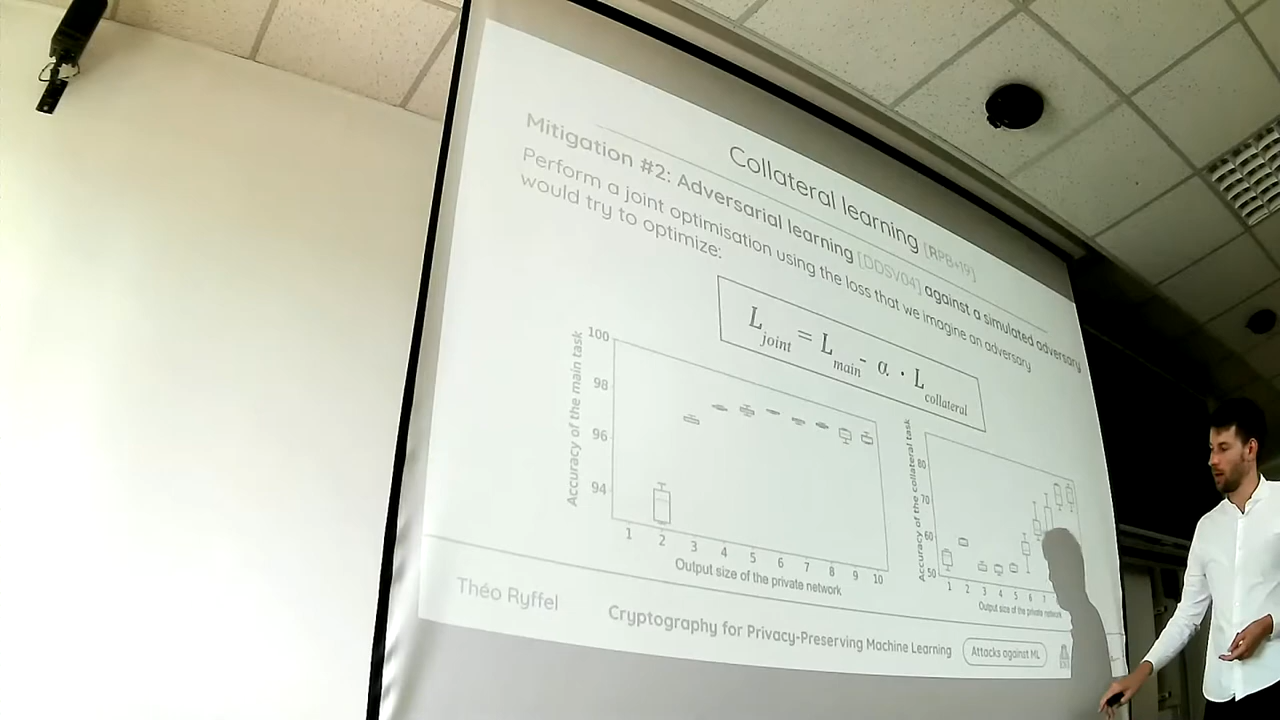 Collateral learning [RPB+19]
Mitigation #2: Adversarial learning [DDSV04] against a simulated adversary
Perform a joint optimisation using the loss that we imagine an adversary
would try to optimize:
L joint = L main - α · L collateral
Accuracy of the main task
100
98
96
94
1 2 3 4 5 6 7 8 9 10
Output size of the private network
Accuracy of the collateral task
80
70
60
50
1 2 3 4 5 6 7
Output size of the private network
Théo Ryffel
Cryptography for Privacy-Preserving Machine Learning
Attacks against ML